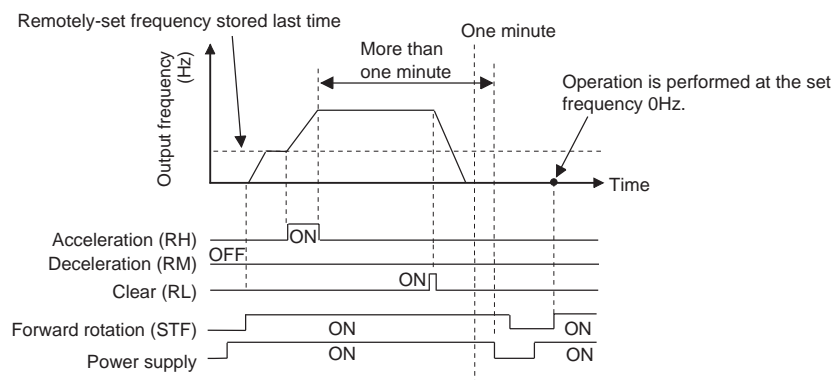 Remotely-set frequency stored last time
One minute
More than
one minute
Operation is performed at the set
frequency 0Hz.
Output frequency
(Hz)
Time
Acceleration (RH)
ON
Deceleration (RM)
OFF
Clear (RL)
ON
Forward rotation (STF)
ON
ON
Power supply
ON
ON